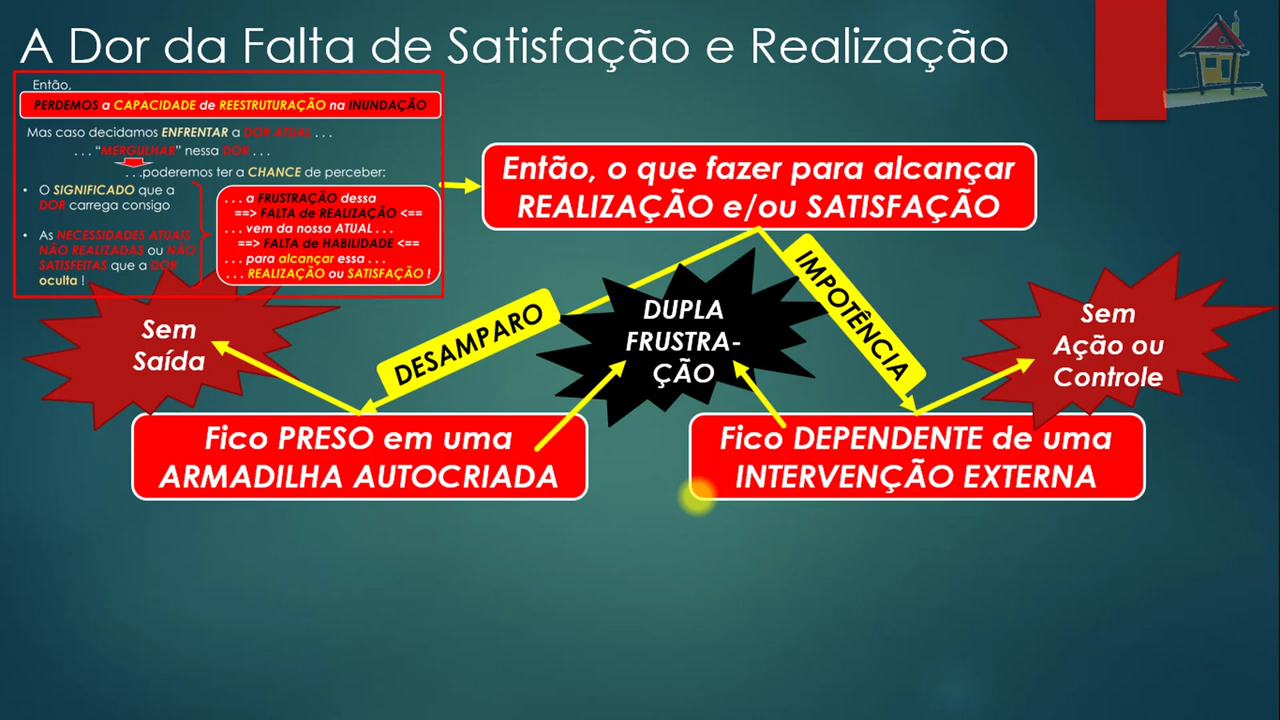 A Dor da Falta de Satisfação e Realização
Então,
PERDEMOS a CAPACIDADE de REESTRUTURAÇÃO na INUNDAÇÃO
Mas caso decidamos ENFRENTAR a DOR ATUAL . . .
. . . “MERGULHAR” nessa DOR . . .
. . .poderemos ter a CHANCE de perceber:
• O SIGNIFICADO que a
DOR carrega consigo
• As NECESSIDADES ATUAIS
NÃO REALIZADAS ou NÃO
SATISFEITAS que a DOR
oculta !
. . . a FRUSTRAÇÃO dessa
==> FALTA de REALIZAÇÃO <==
. . . vem da nossa ATUAL . . .
==> FALTA de HABILIDADE <==
. . . para alcançar essa . . .
. . . REALIZAÇÃO ou SATISFAÇÃO !
Então, o que fazer para alcançar
REALIZAÇÃO e/ou SATISFAÇÃO
DESAMPARO
IMPOTÊNCIA
Sem
Saída
DUPLA
FRUSTRA-
ÇÃO
Sem
Ação ou
Controle
Fico PRESO em uma
ARMADILHA AUTOCRIADA
Fico DEPENDENTE de uma
INTERVENÇÃO EXTERNA